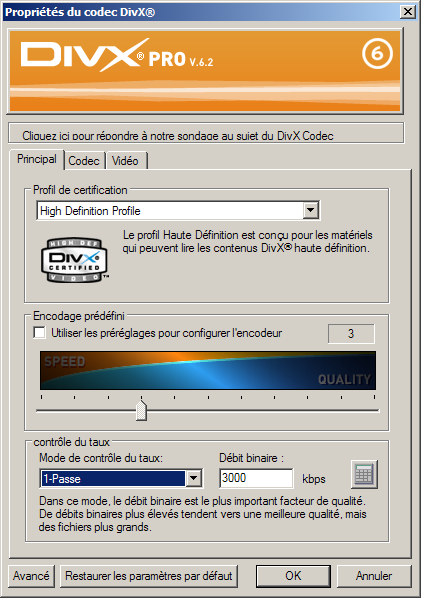 Propriétés du codec DivX®
DIVX® PRO V.6.2
6
Cliquez ici pour répondre à notre sondage au sujet du DivX Codec
Principal
Codec
Vidéo
Profil de certification
High Definition Profile
HIGH DEF
DIVX
CERTIFIED
VIDEO
TM
Le profil Haute Définition est conçu pour les matériels
qui peuvent lire les contenus DivX® haute définition.
Encodage prédéfini
Utiliser les préréglages pour configurer l'encodeur
3
SPEED
QUALITY
contrôle du taux
Mode de contrôle du taux:
Débit binaire :
1-Passe
3000
kbps
Dans ce mode, le débit binaire est le plus important facteur de qualité.
De débits binaires plus élevés tendent vers une meilleure qualité, mais
des fichiers plus grands.
Avancé
Restaurer les paramètres par défaut
OK
Annuler